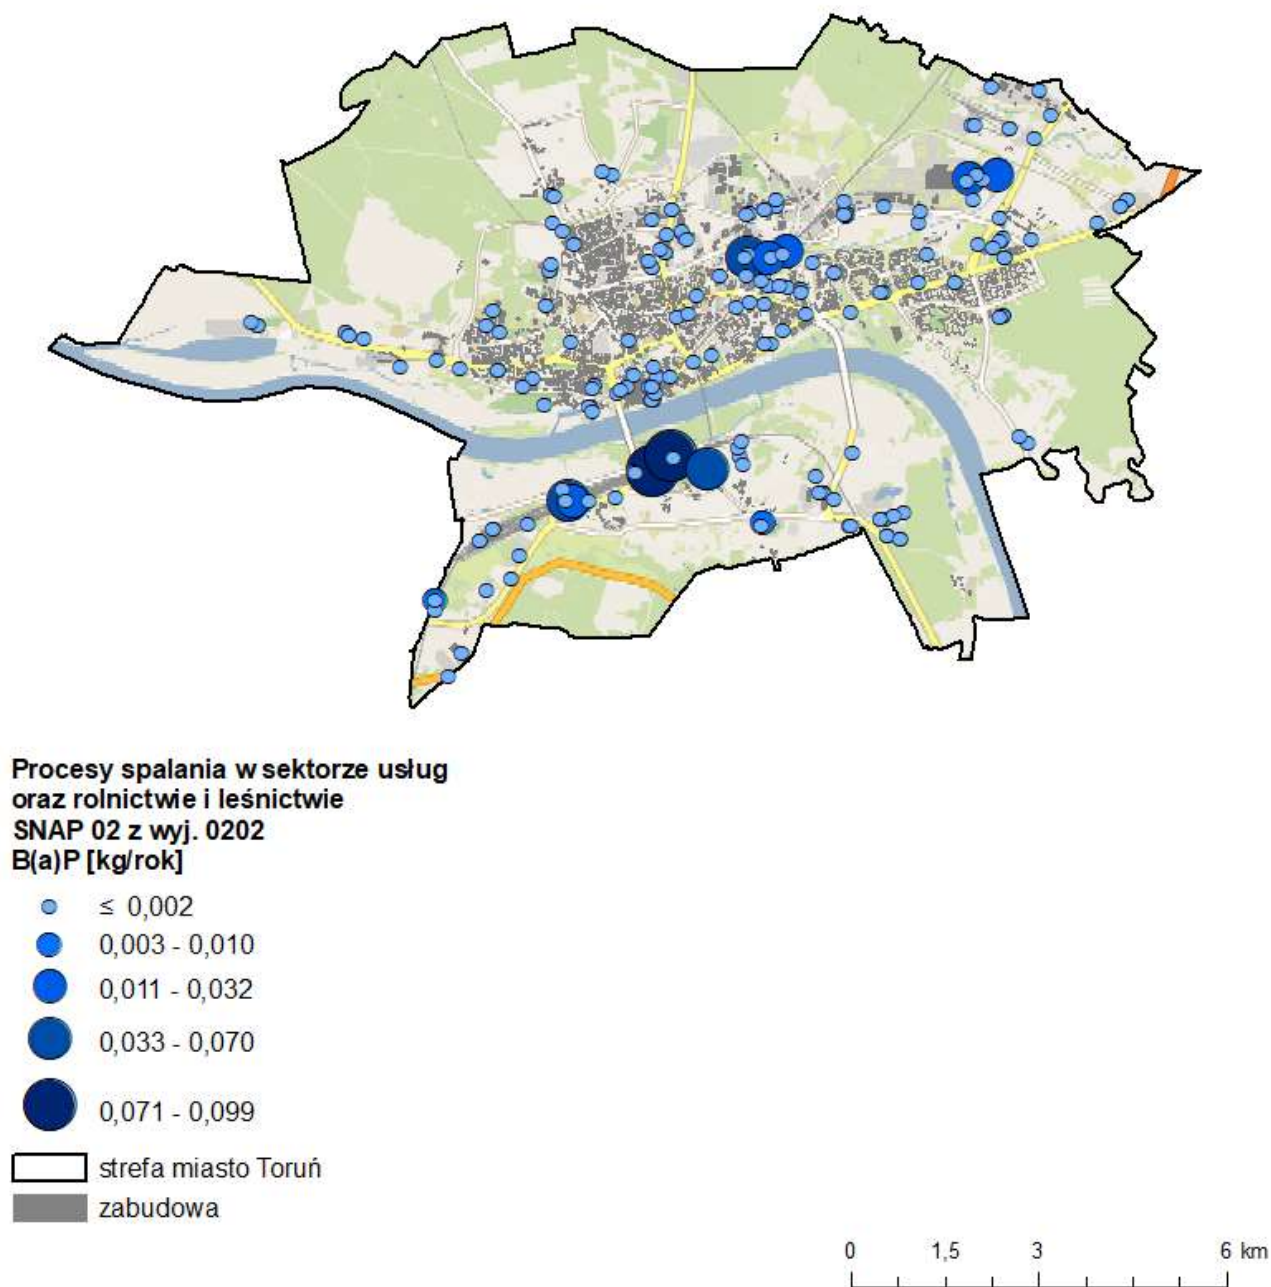 Procesy spalania w sektorze usług
oraz rolnictwie i leśnictwie
SNAP 02 z wyj. 0202
B(a)P [kg/rok]
≤ 0,002
0,003 - 0,010
0,011 - 0,032
0,033 - 0,070
0,071 - 0,099
strefa miasto Toruń
zabudowa
0 1,5 3 6 km